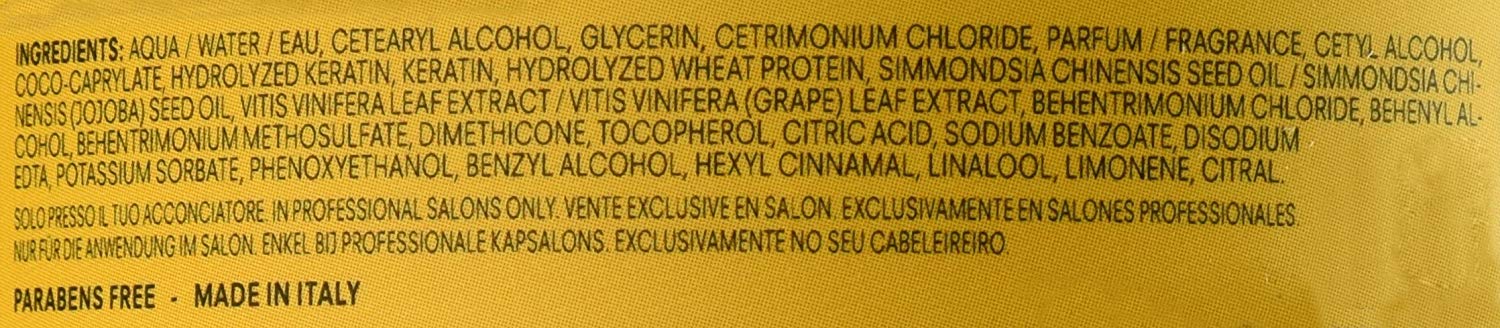 INGREDIENTS: AQUA / WATER / EAU, CETEARYL ALCOHOL, GLYCERIN, CETRIMONIUM CHLORIDE, PARFUM / FRAGRANCE, CETYL ALCOHOL,
COCO-CAPRYLATE, HYDROLYZED KERATIN, KERATIN, HYDROLYZED WHEAT PROTEIN, SIMMONDSIA CHINENSIS SEED OIL / SIMMONDSIA CHI-
NENSIS (JOJOBA) SEED OIL, VITIS VINIFERA LEAF EXTRACT / VITIS VINIFERA (GRAPE) LEAF EXTRACT, BEHENTRIMONIUM CHLORIDE, BEHENYL AL-
COHOL, BEHENTRIMONIUM METHOSULFATE, DIMETHICONE, TOCOPHEROL, CITRIC ACID, SODIUM BENZOATE, DISODIUM
EDTA, POTASSIUM SORBATE, PHENOXYETHANOL, BENZYL ALCOHOL, HEXYL CINNAMAL, LINALOOL, LIMONENE, CITRAL.
SOLO PRESSO IL TUO ACCONCIATORE. IN PROFESSIONAL SALONS ONLY. VENTE EXCLUSIVE EN SALON. EXCLUSIVAMENTE EN SALONES PROFESSIONALES.
NUR FÜR DIE ANWENDUNG IM SALON. ENKEL BIJ PROFESSIONALE KAPSALONS. EXCLUSIVAMENTE NO SEU CABELEIREIRO.
PARABENS FREE - MADE IN ITALY